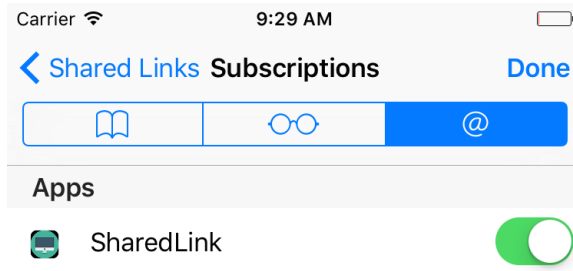 Carrier 9:29 AM
Shared Links Subscriptions Done
@
Apps
SharedLink